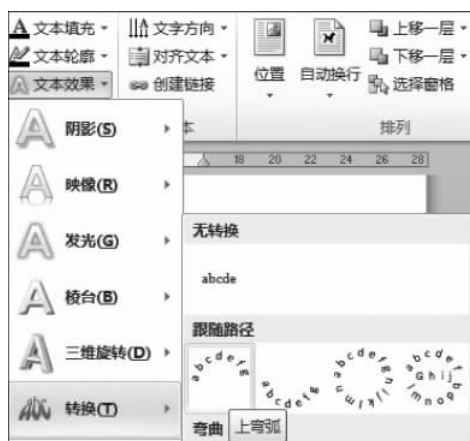 文本填充 文字方向 上移一层
文本轮廓 对齐文本 下移一层
文本效果 创建链接 位置 自动换行 选择窗格
本 排列
18 20 22 24 26 28
阴影(S)
映像(R)
发光(G)
棱台(B)
三维旋转(D)
转换(T)
无转换
abcde
跟随路径
abcdefg
abcdefg
弯曲
上弯弧